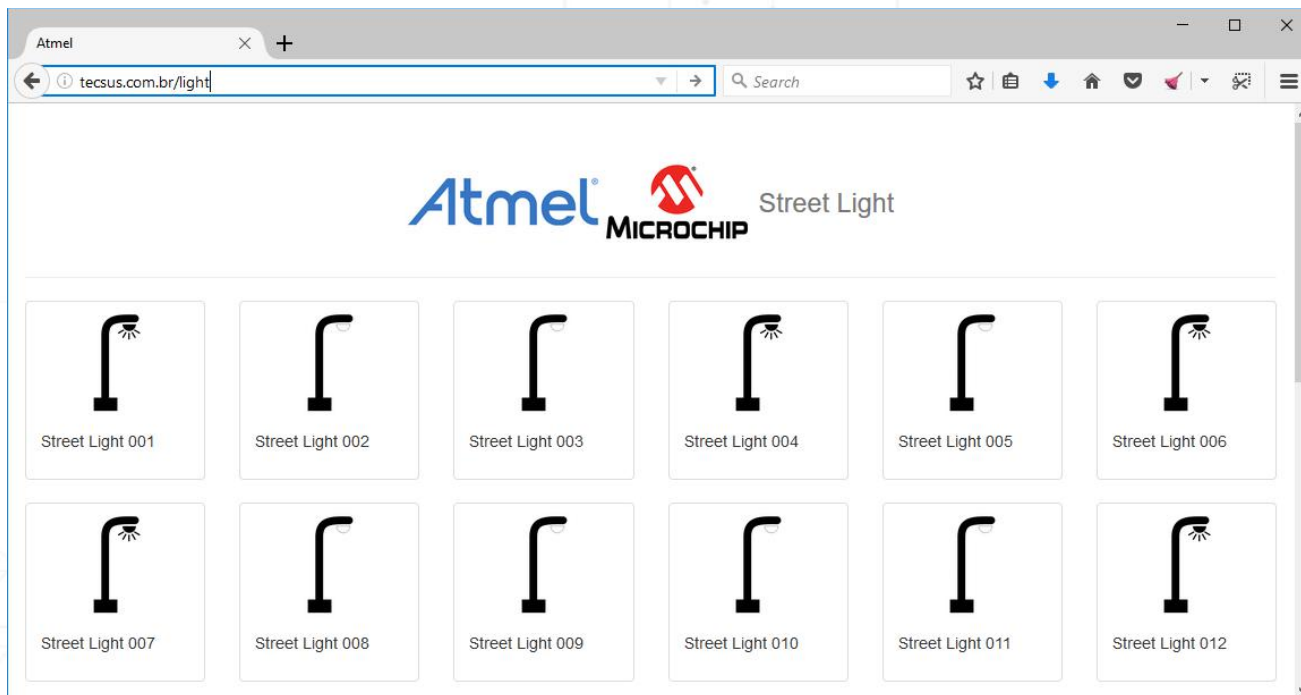 Atmel
tecsus.com.br/light
Search
Atmel®
MICROCHIP
Street Light
Street Light 001
Street Light 002
Street Light 003
Street Light 004
Street Light 005
Street Light 006
Street Light 007
Street Light 008
Street Light 009
Street Light 010
Street Light 011
Street Light 012